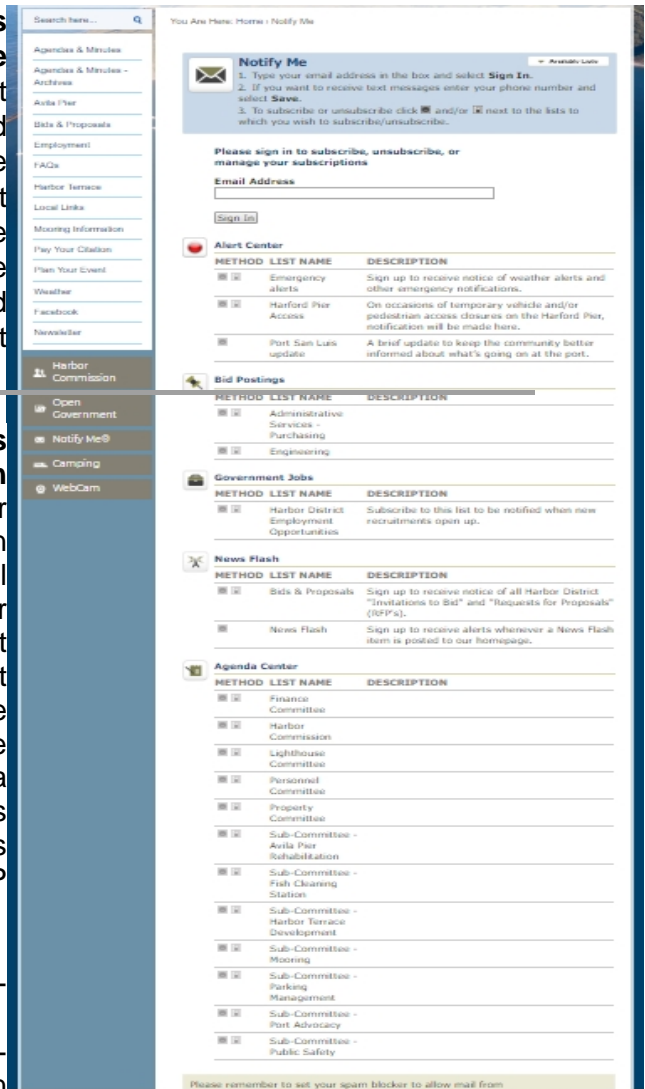 Search here...
You Are Here: Home › Notify Me
Agendas & Minutes
Agendas & Minutes -
Archives
Avila Pier
Bids & Proposals
Employment
FAQs
Harbor Terrace
Local Links
Mooring Information
Pay Your Citation
Plan Your Event
Weather
Facebook
Newsletter
Harbor
Commission
Open
Government
Notify Me®
Camping
WebCam
Notify Me
Available Lists
1. Type your email address in the box and select Sign In.
2. If you want to receive text messages enter your phone number and
select Save.
3. To subscribe or unsubscribe click and/or next to the lists to
which you wish to subscribe/unsubscribe.
Please sign in to subscribe, unsubscribe, or
manage your subscriptions
Email Address
Sign In
Alert Center
METHOD LIST NAME DESCRIPTION
Emergency Sign up to receive notice of weather alerts and
alerts other emergency notifications.
Harford Pier On occasions of temporary vehicle and/or
Access pedestrian access closures on the Harford Pier,
notification will be made here.
Port San Luis A brief update to keep the community better
update informed about what's going on at the port.
Bid Postings
METHOD LIST NAME DESCRIPTION
Administrative
Services -
Purchasing
Engineering
Government Jobs
METHOD LIST NAME DESCRIPTION
Harbor District Subscribe to this list to be notified when new
Employment recruitments open up.
Opportunities
News Flash
METHOD LIST NAME DESCRIPTION
Bids & Proposals Sign up to receive notice of all Harbor District
"Invitations to Bid" and "Requests for Proposals"
(RFP's).
News Flash Sign up to receive alerts whenever a News Flash
item is posted to our homepage.
Agenda Center
METHOD LIST NAME DESCRIPTION
Finance
Committee
Harbor
Commission
Lighthouse
Committee
Personnel
Committee
Property
Committee
Sub-Committee -
Avila Pier
Rehabilitation
Sub-Committee -
Fish Cleaning
Station
Sub-Committee -
Harbor Terrace
Development
Sub-Committee -
Mooring
Sub-Committee -
Parking
Management
Sub-Committee -
Port Advocacy
Sub-Committee -
Public Safety
Please remember to set your spam blocker to allow mail from